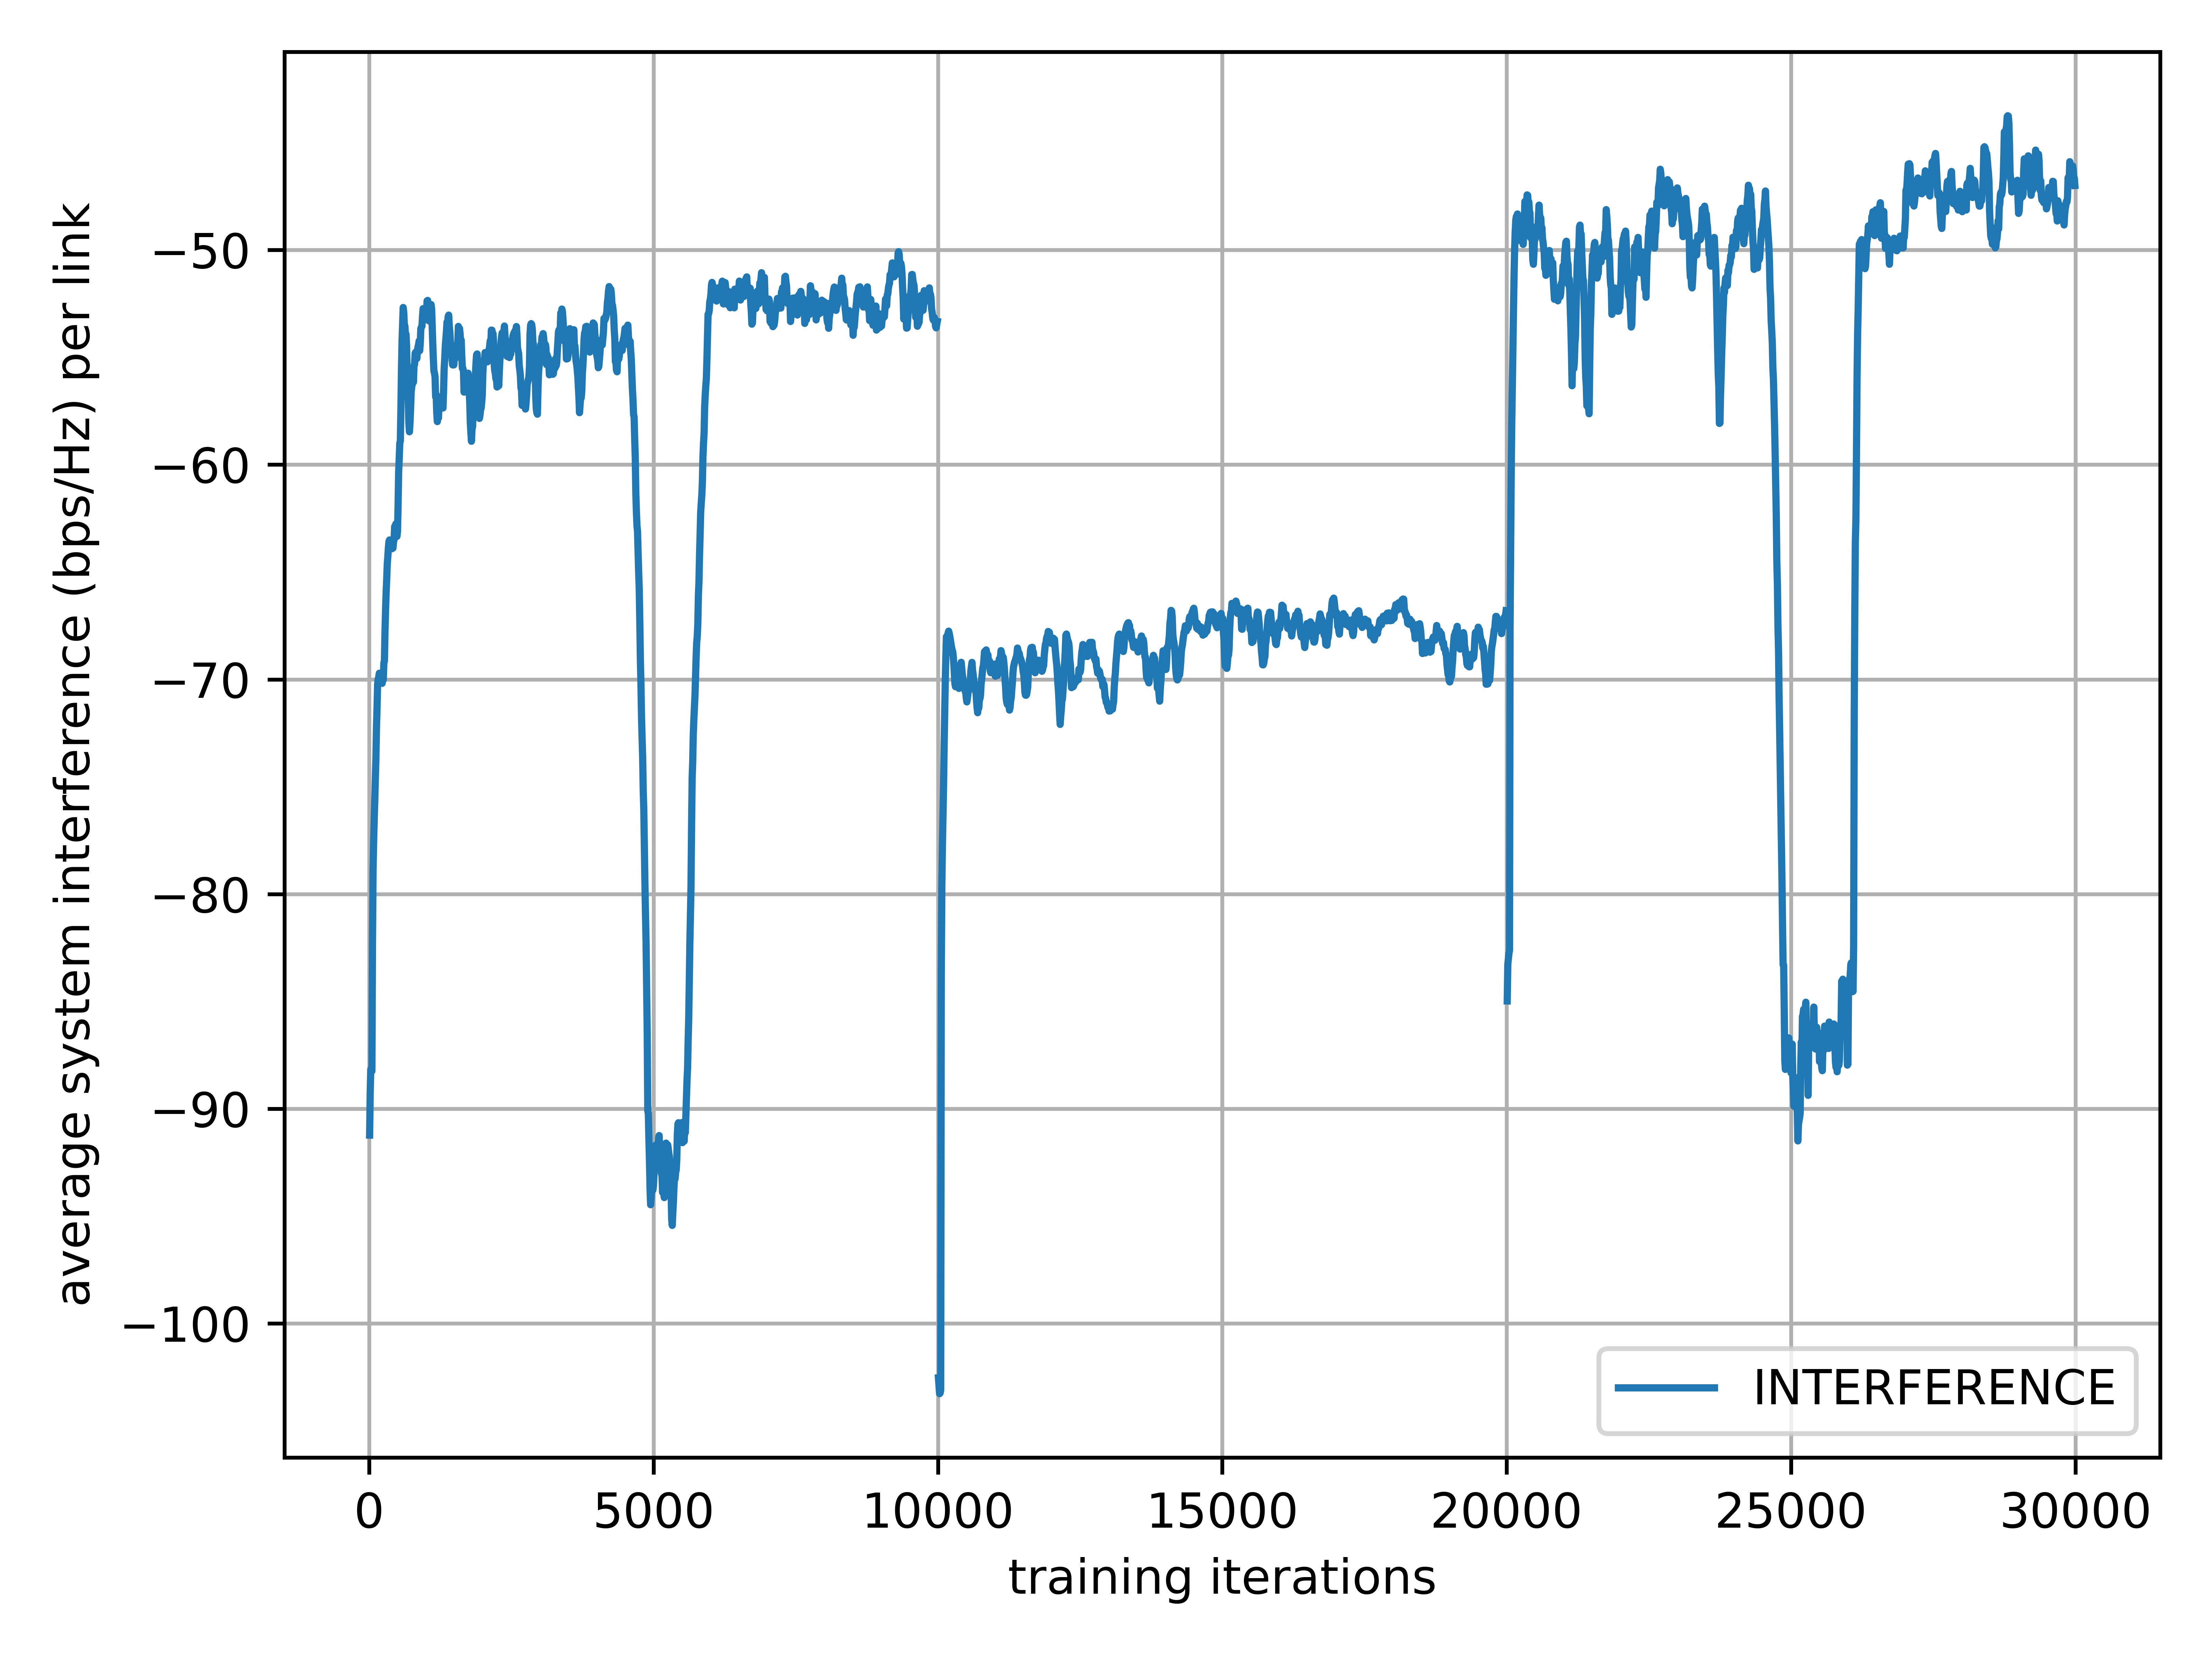 average system interference (bps/Hz) per link
−50
−60
−70
−80
−90
−100
INTERFERENCE
0 5000 10000 15000 20000 25000 30000
training iterations